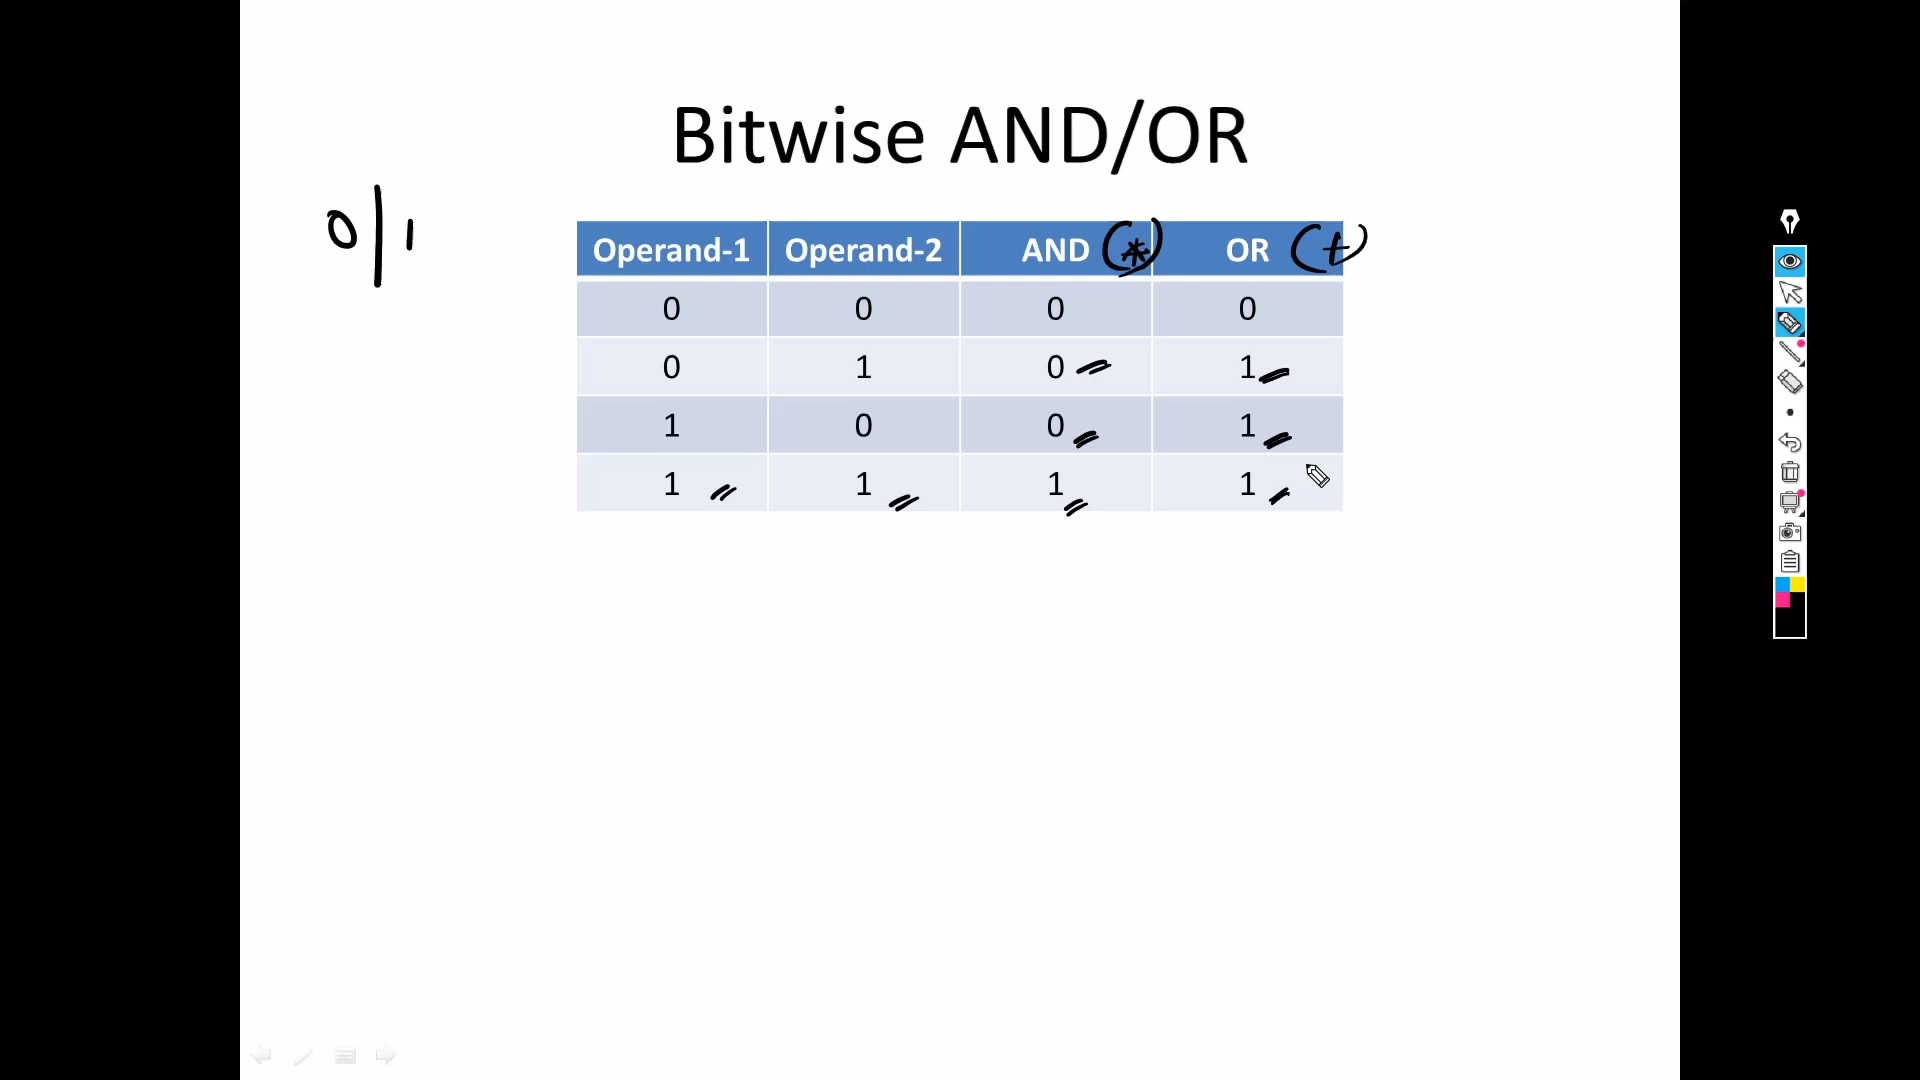 Bitwise AND/OR
0 | 1
Operand-1 Operand-2 AND (*) OR (+)
0 0 0 0
0 1 0 1
1 0 0 1
1 1 1 1